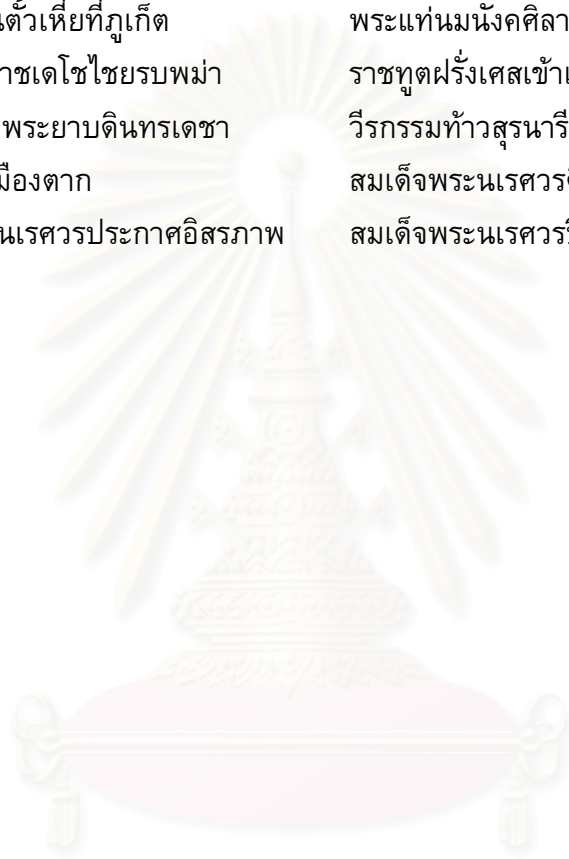 ตั้วเหี่ยที่ภูเก็ต พระแท่นมนังคศิลา
ราชเดโชไชยรบพม่า ราชทูตฝรั่งเศสเข้า
พระยาบดินทรเดชา วีรกรรมท้าวสุรนารี
เมืองตาก สมเด็จพระนเรศวร
นเรศวรประกาศอิสรภาพ สมเด็จพระนเรศวร